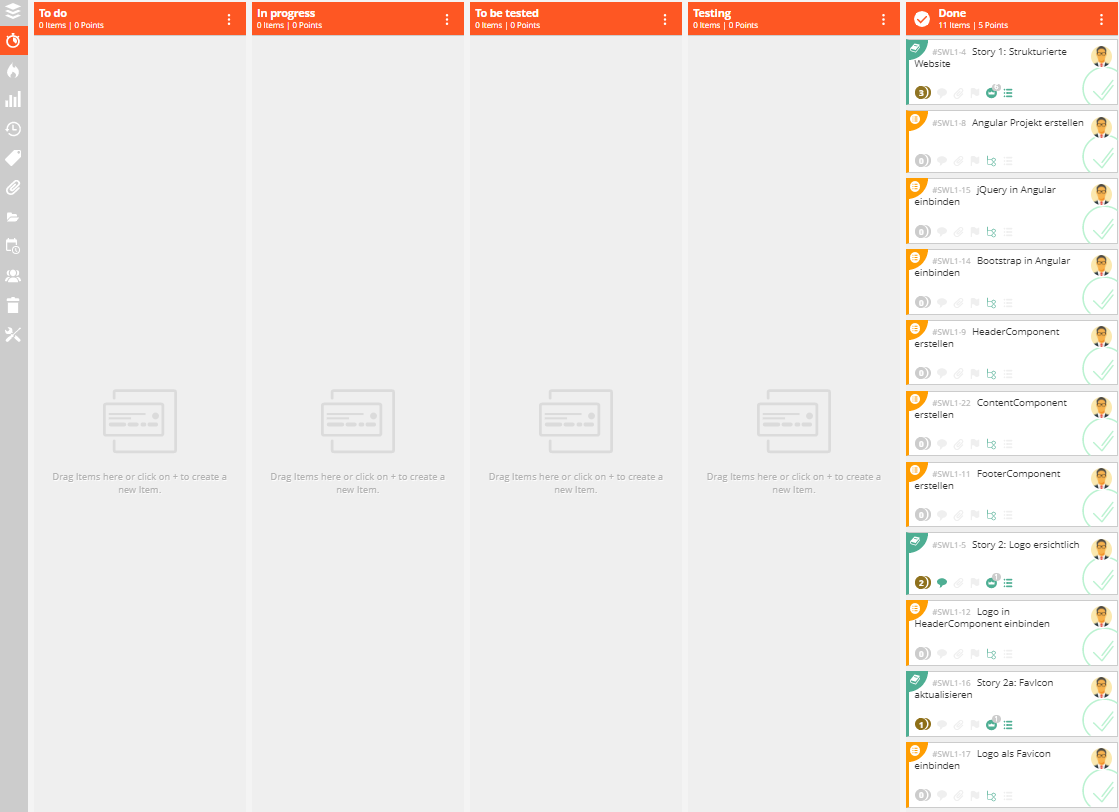 To do
0 Items | 0 Points
Drag Items here or click on + to create a
new Item.
In progress
0 Items | 0 Points
Drag Items here or click on + to create a
new Item.
To be tested
0 Items | 0 Points
Drag Items here or click on + to create a
new Item.
Testing
0 Items | 0 Points
Drag Items here or click on + to create a
new Item.
Done
11 Items | 5 Points
#SWL1-4 Story 1: Strukturierte
Website
3
#SWL1-8 Angular Projekt erstellen
0
#SWL1-15 jQuery in Angular
einbinden
0
#SWL1-14 Bootstrap in Angular
einbinden
0
#SWL1-9 HeaderComponent
erstellen
0
#SWL1-22 ContentComponent
erstellen
0
#SWL1-11 FooterComponent
erstellen
0
#SWL1-5 Story 2: Logo ersichtlich
2 1
#SWL1-12 Logo in
HeaderComponent einbinden
0
#SWL1-16 Story 2a: FavIcon
aktualisieren
1 1
#SWL1-17 Logo als Favicon
einbinden
0